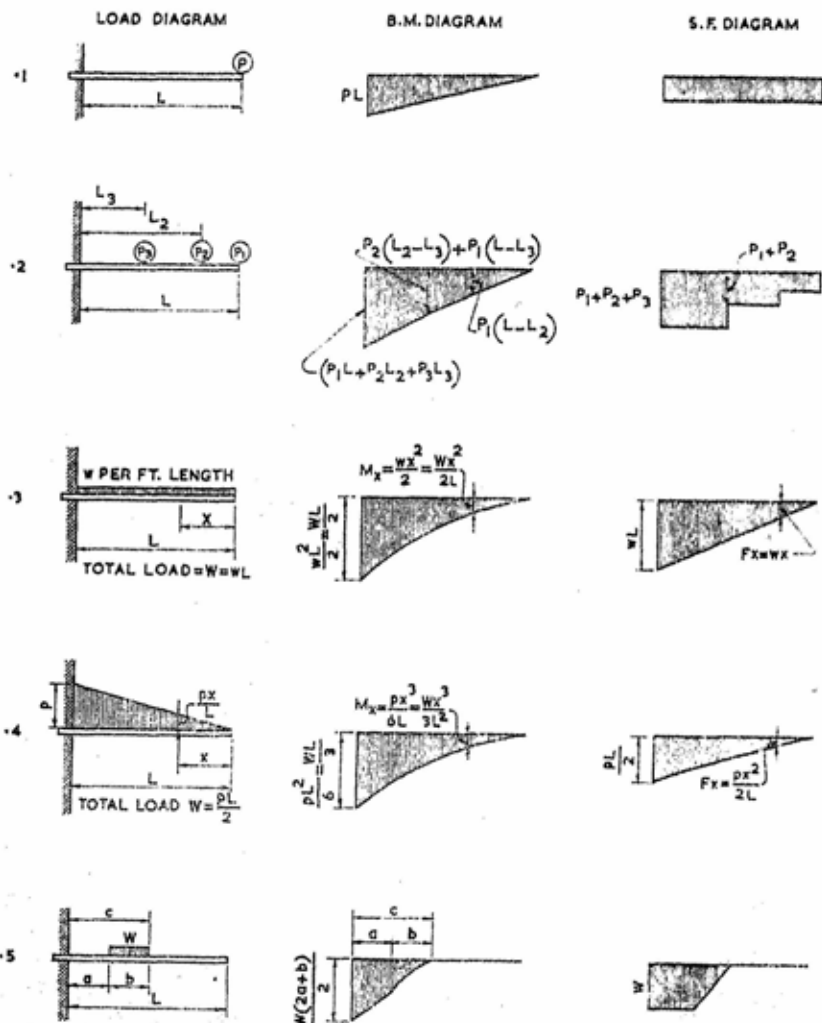 LOAD DIAGRAM
B.M. DIAGRAM
S.F. DIAGRAM
.1
P
L
PL
.2
L₃
L₂
P₃
P₂
P₁
L
P₂(L₂-L₃)+P₁(L-L₃)
P₁(L-L₂)
(P₁L+P₂L₂+P₃L₃)
P₁+P₂
P₁+P₂+P₃
.3
w PER FT. LENGTH
x
L
TOTAL LOAD=W=wL
Mx=wx²/2=Wx²/2L
wL²/2=WL/2
wL
Fx=wx
.4
P
px/L
x
L
TOTAL LOAD W=pL/2
Mx=px³/6L=Wx³/3L²
pL²/6=WL/3
pL/2
Fx=px²/2L
.5
c
W
a
b
L
c
a
b
W(2a+b)/2
W